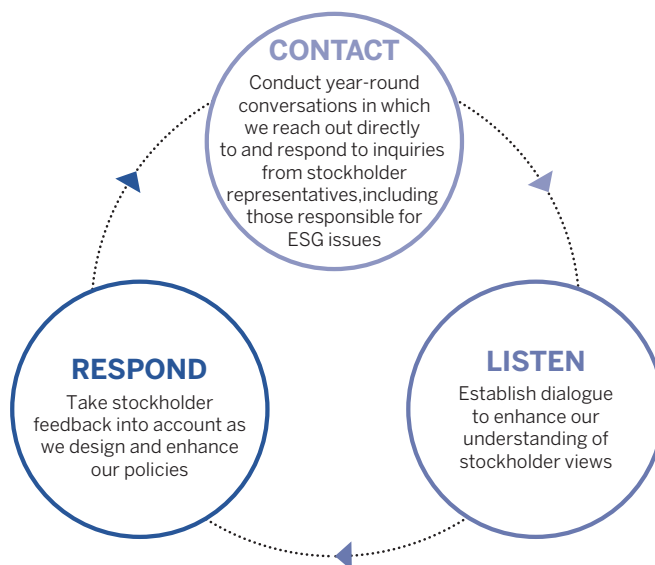 CONTACT
Conduct year-round
conversations in which
we reach out directly
to and respond to inquiries
from stockholder
representatives,including
those responsible for
ESG issues
LISTEN
Establish dialogue
to enhance our
understanding of
stockholder views
RESPOND
Take stockholder
feedback into account as
we design and enhance
our policies